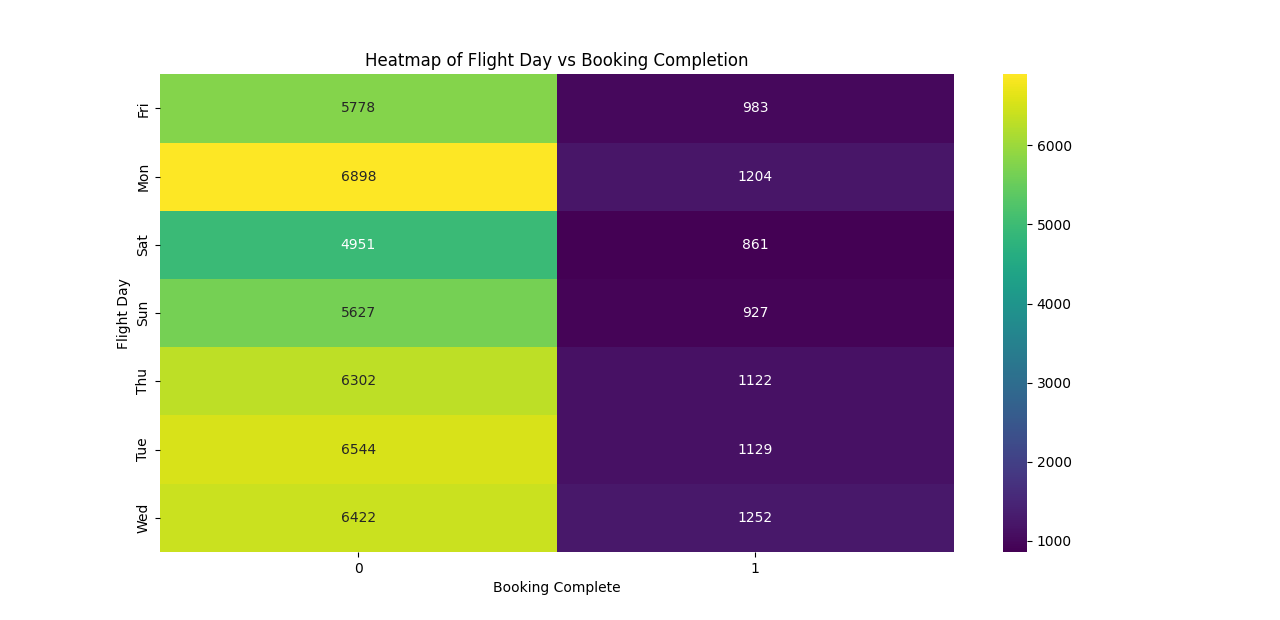 Heatmap of Flight Day vs Booking Completion
Flight Day
Fri 5778 983
Mon 6898 1204
Sat 4951 861
Sun 5627 927
Thu 6302 1122
Tue 6544 1129
Wed 6422 1252
0 1
Booking Complete
6000
5000
4000
3000
2000
1000